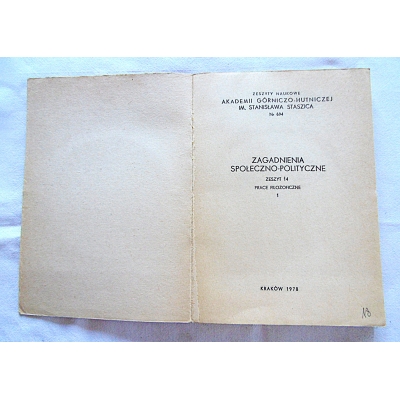 ZESZYTY NAUKOWE
AKADEMII GÓRNICZO-HUTNICZEJ
IM. STANISŁAWA STASZICA
Nr 694
ZAGADNIENIA
SPOŁECZNO-POLITYCZNE
ZESZYT 14
PRACE FILOZOFICZNE
1
KRAKÓW 1978